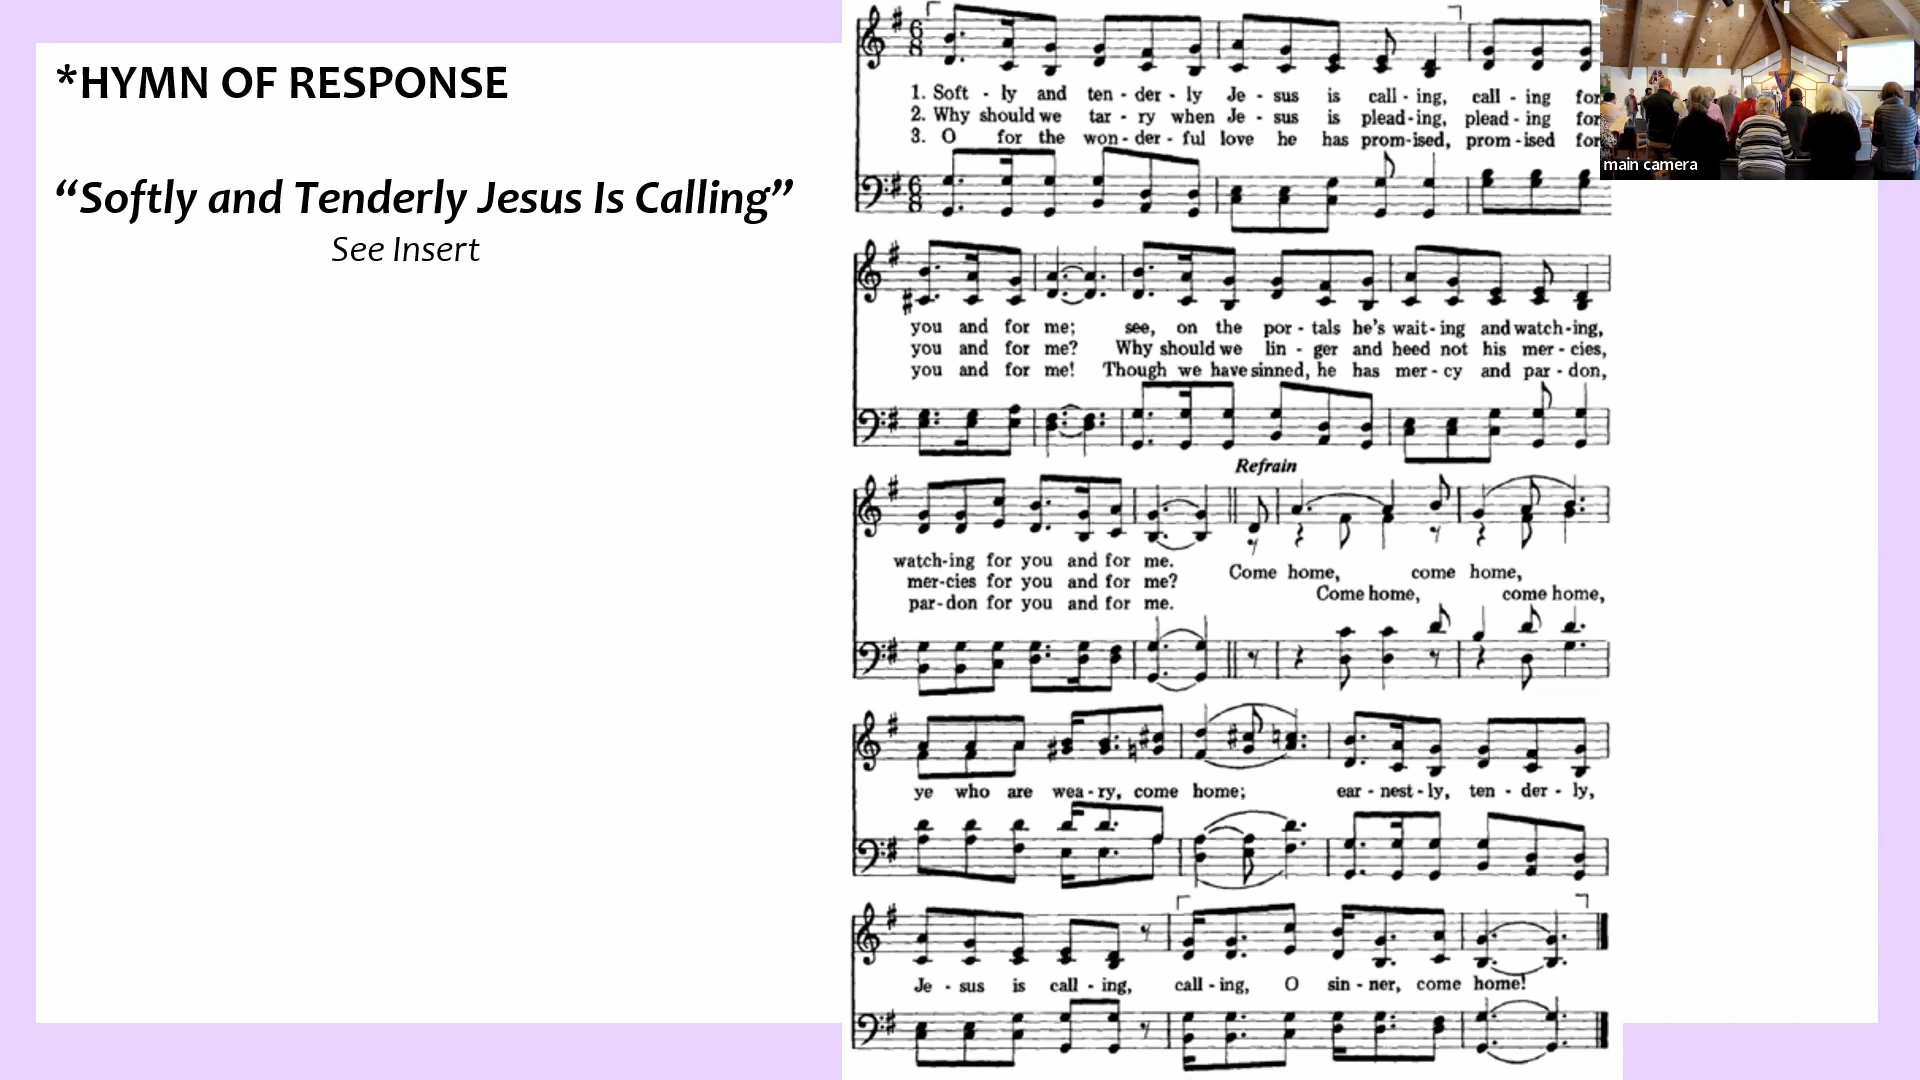 *HYMN OF RESPONSE
“Softly and Tenderly Jesus Is Calling”
See Insert
1. Soft - ly and ten - der - ly Je - sus is call - ing, call - ing for
2. Why should we tar - ry when Je - sus is plead - ing, plead - ing for
3. O for the won - der - ful love he has prom - ised, prom - ised for
you and for me; see, on the por - tals he's wait - ing and watch - ing,
you and for me? Why should we lin - ger and heed not his mer - cies,
you and for me! Though we have sinned, he has mer - cy and par - don,
Refrain
watch - ing for you and for me.
mer - cies for you and for me?
par - don for you and for me.
Come home, come home,
Come home, come home,
ye who are wea - ry, come home; ear - nest - ly, ten - der - ly,
Je - sus is call - ing, call - ing, O sin - ner, come home!
main camera